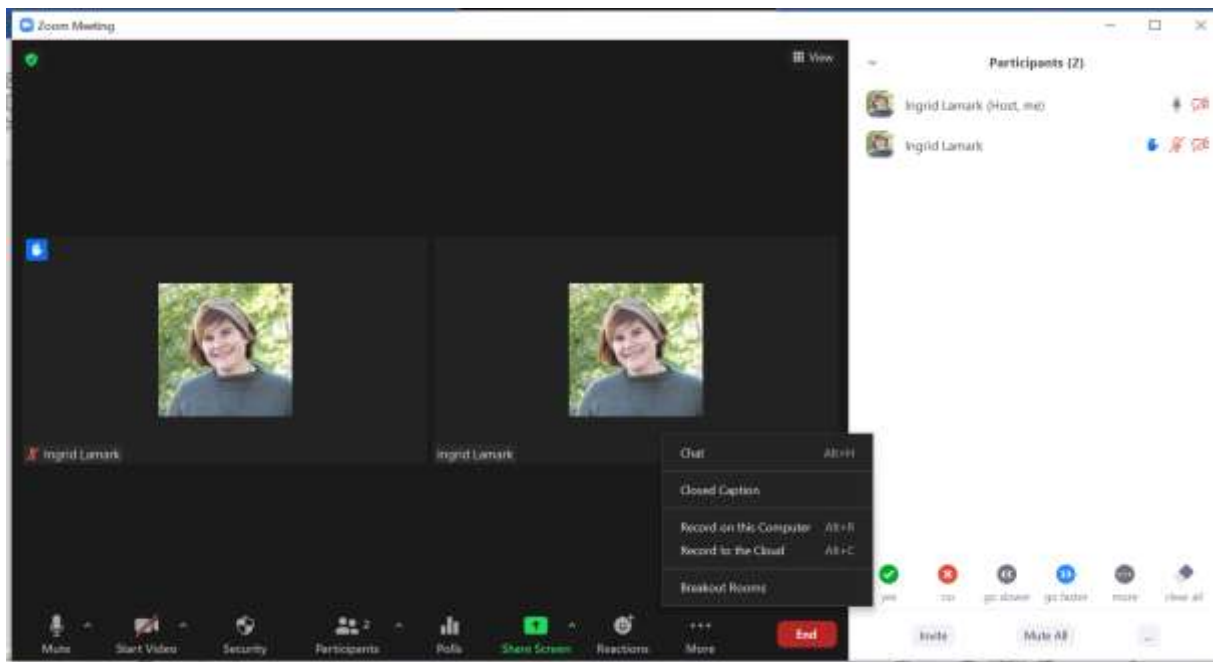 Zoom Meeting
View
Participants (2)
Ingrid Lamark (Host, me)
Ingrid Lamark
Ingrid Lamark
Ingrid Lamark
Chat Alt+H
Closed Caption
Record on this Computer Alt+R
Record to the Cloud Alt+C
Breakout Rooms
yes no go slower go faster more clear all
Mute Start Video Security Participants 2 Polls Share Screen Reactions More End
Invite Mute All ...